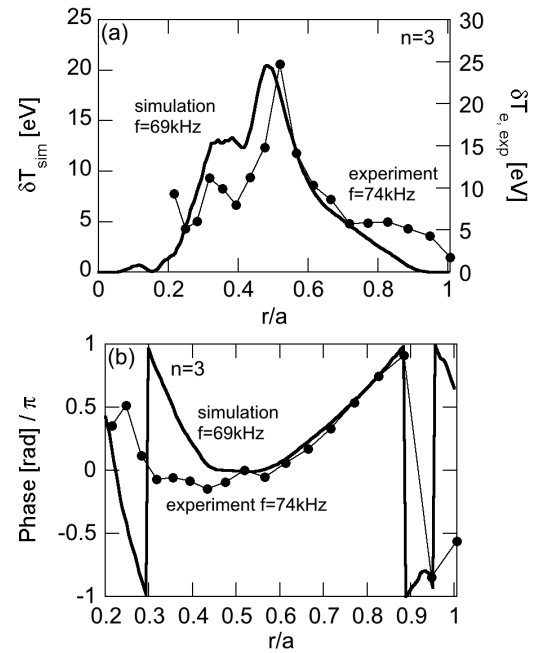 (a)
n=3
simulation
f=69kHz
experiment
f=74kHz
δT_sim [eV]
25
20
15
10
5
0
δT_e, exp [eV]
30
25
20
15
10
5
0
0 0.2 0.4 0.6 0.8 1
r/a
(b)
n=3
simulation
f=69kHz
experiment f=74kHz
Phase [rad] / π
1
0.5
0
-0.5
-1
0.2 0.3 0.4 0.5 0.6 0.7 0.8 0.9 1
r/a